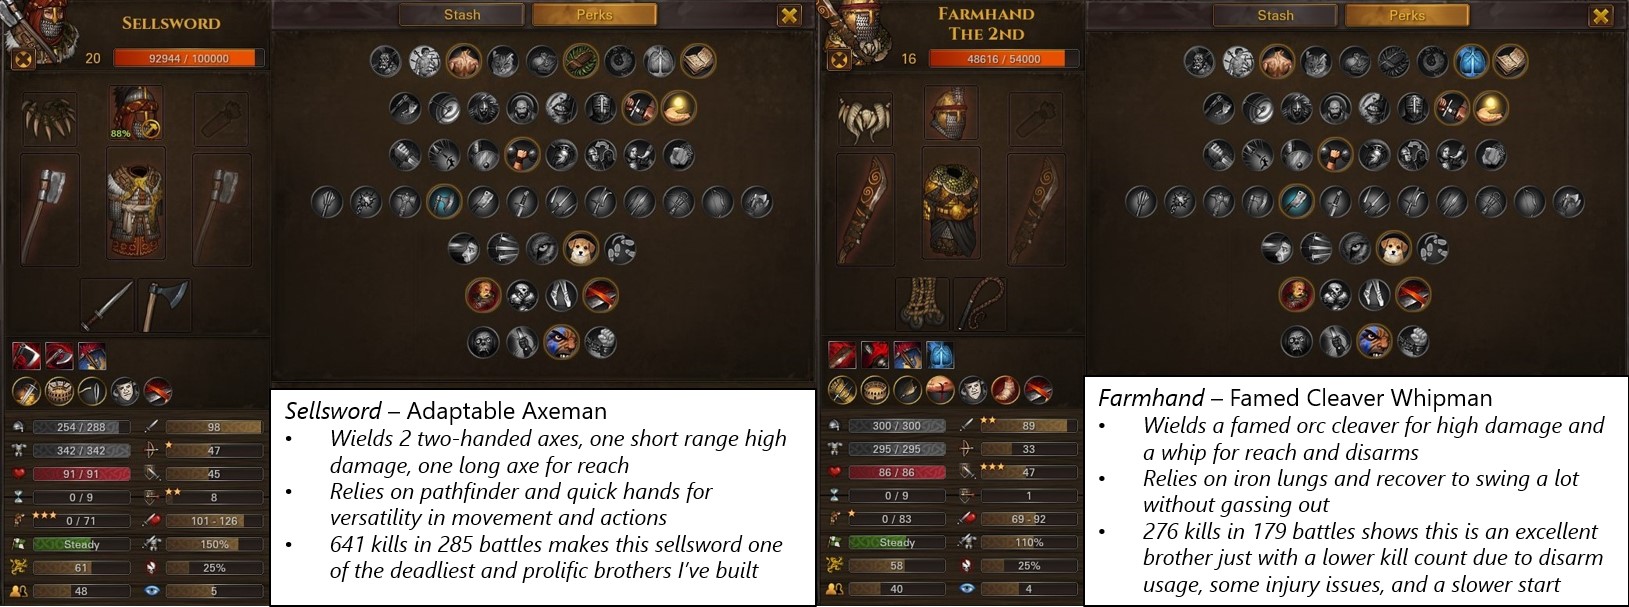 SELLSWORD
20
92944 / 100000
88%
254 / 288
98
342 / 342
47
91 / 91
45
0 / 9
8
0 / 71
101 - 126
Steady
150%
61
25%
48
5
Stash
Perks
Sellsword – Adaptable Axeman
• Wields 2 two-handed axes, one short range high
damage, one long axe for reach
• Relies on pathfinder and quick hands for
versatility in movement and actions
• 641 kills in 285 battles makes this sellsword one
of the deadliest and prolific brothers I've built
FARMHAND
THE 2ND
16
48616 / 54000
300 / 300
89
295 / 295
33
86 / 86
47
0 / 9
1
0 / 83
69 - 92
Steady
110%
58
25%
40
4
Stash
Perks
Farmhand – Famed Cleaver Whipman
• Wields a famed orc cleaver for high damage and
a whip for reach and disarms
• Relies on iron lungs and recover to swing a lot
without gassing out
• 276 kills in 179 battles shows this is an excellent
brother just with a lower kill count due to disarm
usage, some injury issues, and a slower start